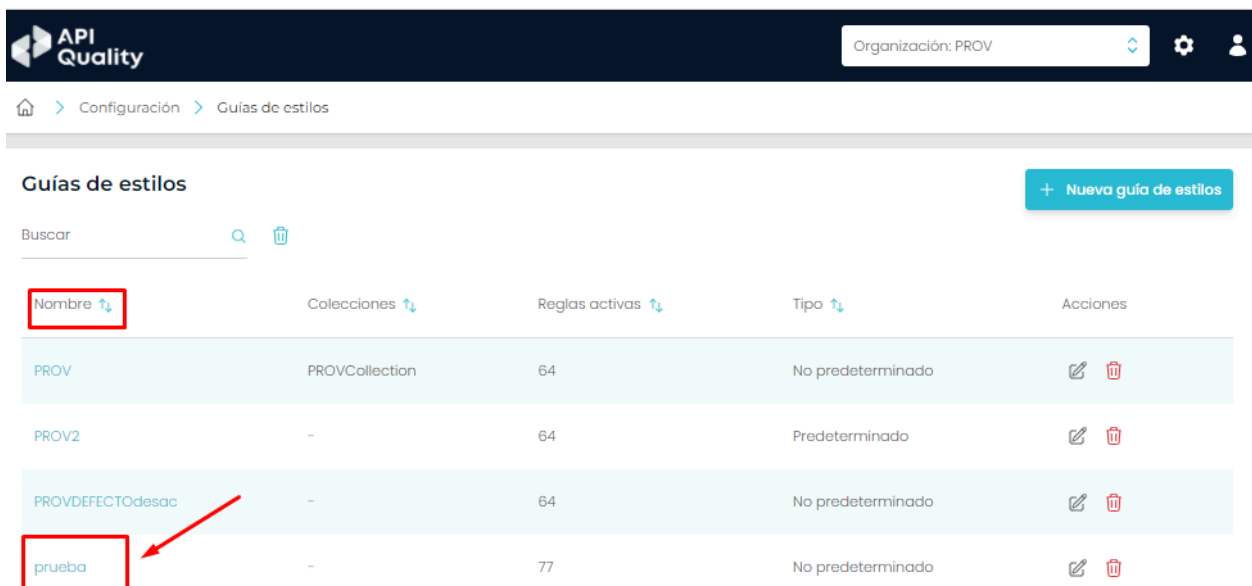 API
Quality
Organización: PROV
Configuración > Guías de estilos
Guías de estilos
+ Nueva guía de estilos
Buscar
Nombre Colecciones Reglas activas Tipo Acciones
PROV PROVCollection 64 No predeterminado
PROV2 - 64 Predeterminado
PROVDEFECTOdesac - 64 No predeterminado
prueba - 77 No predeterminado